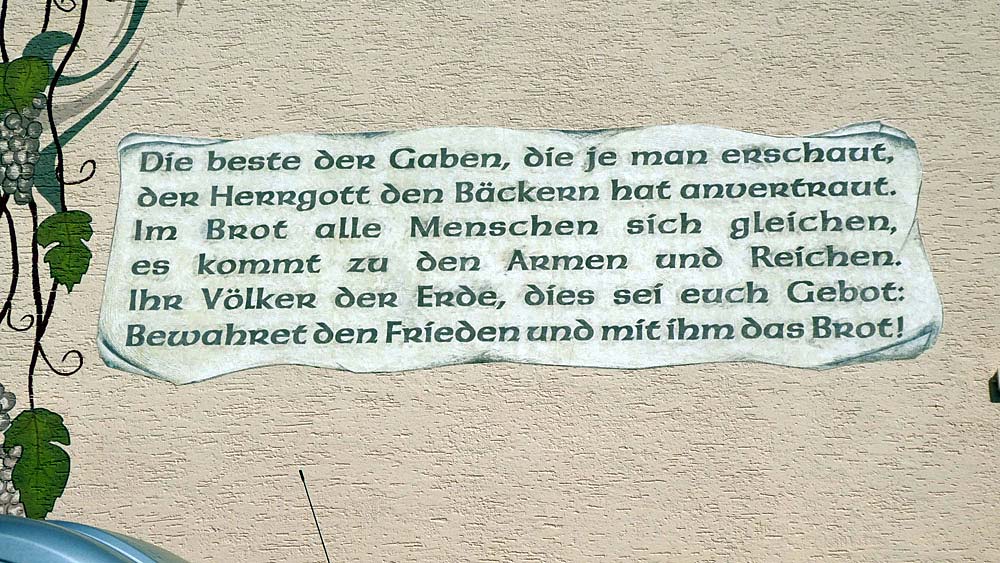 Die beste der Gaben, die je man erschaut,
der Herrgott den Bäckern hat anvertraut.
Im Brot alle Menschen sich gleichen,
es kommt zu den Armen und Reichen.
Ihr Völker der Erde, dies sei euch Gebot:
Bewahret den Frieden und mit ihm das Brot!